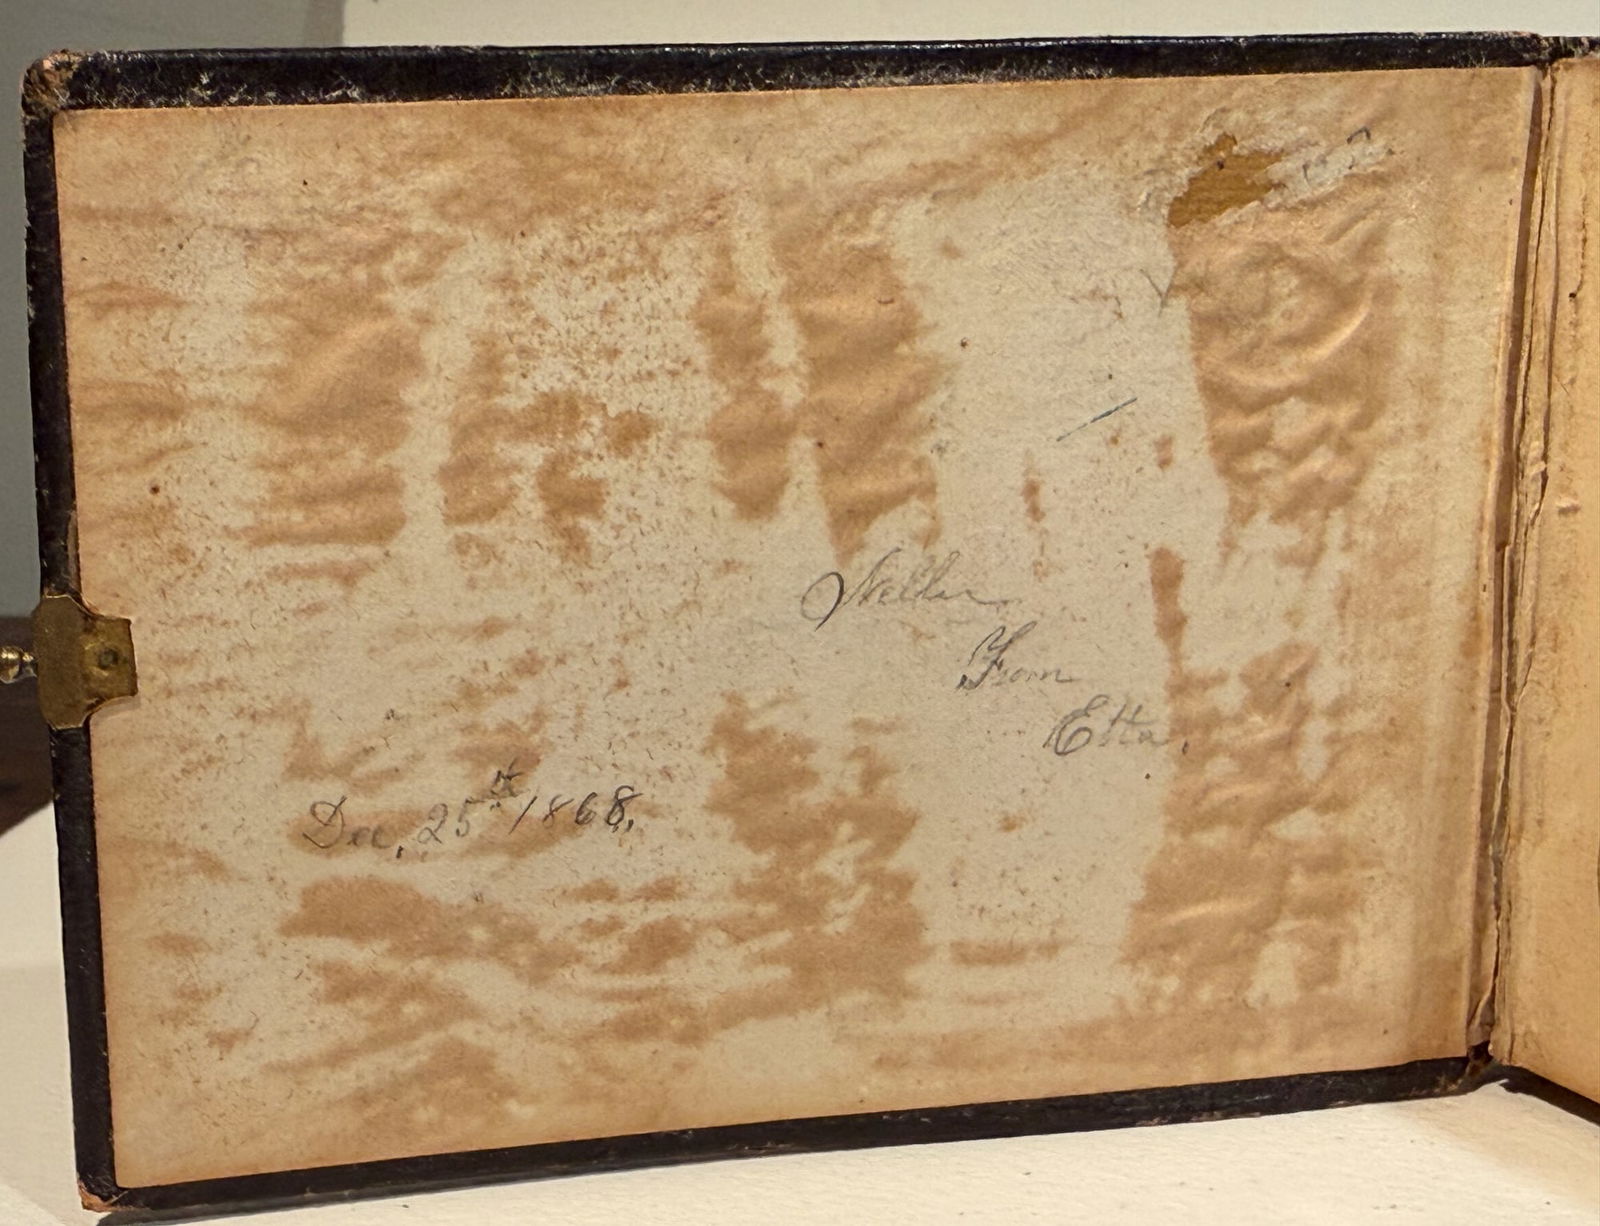 Nellie
From
Etta.
Dec. 25th 1868.